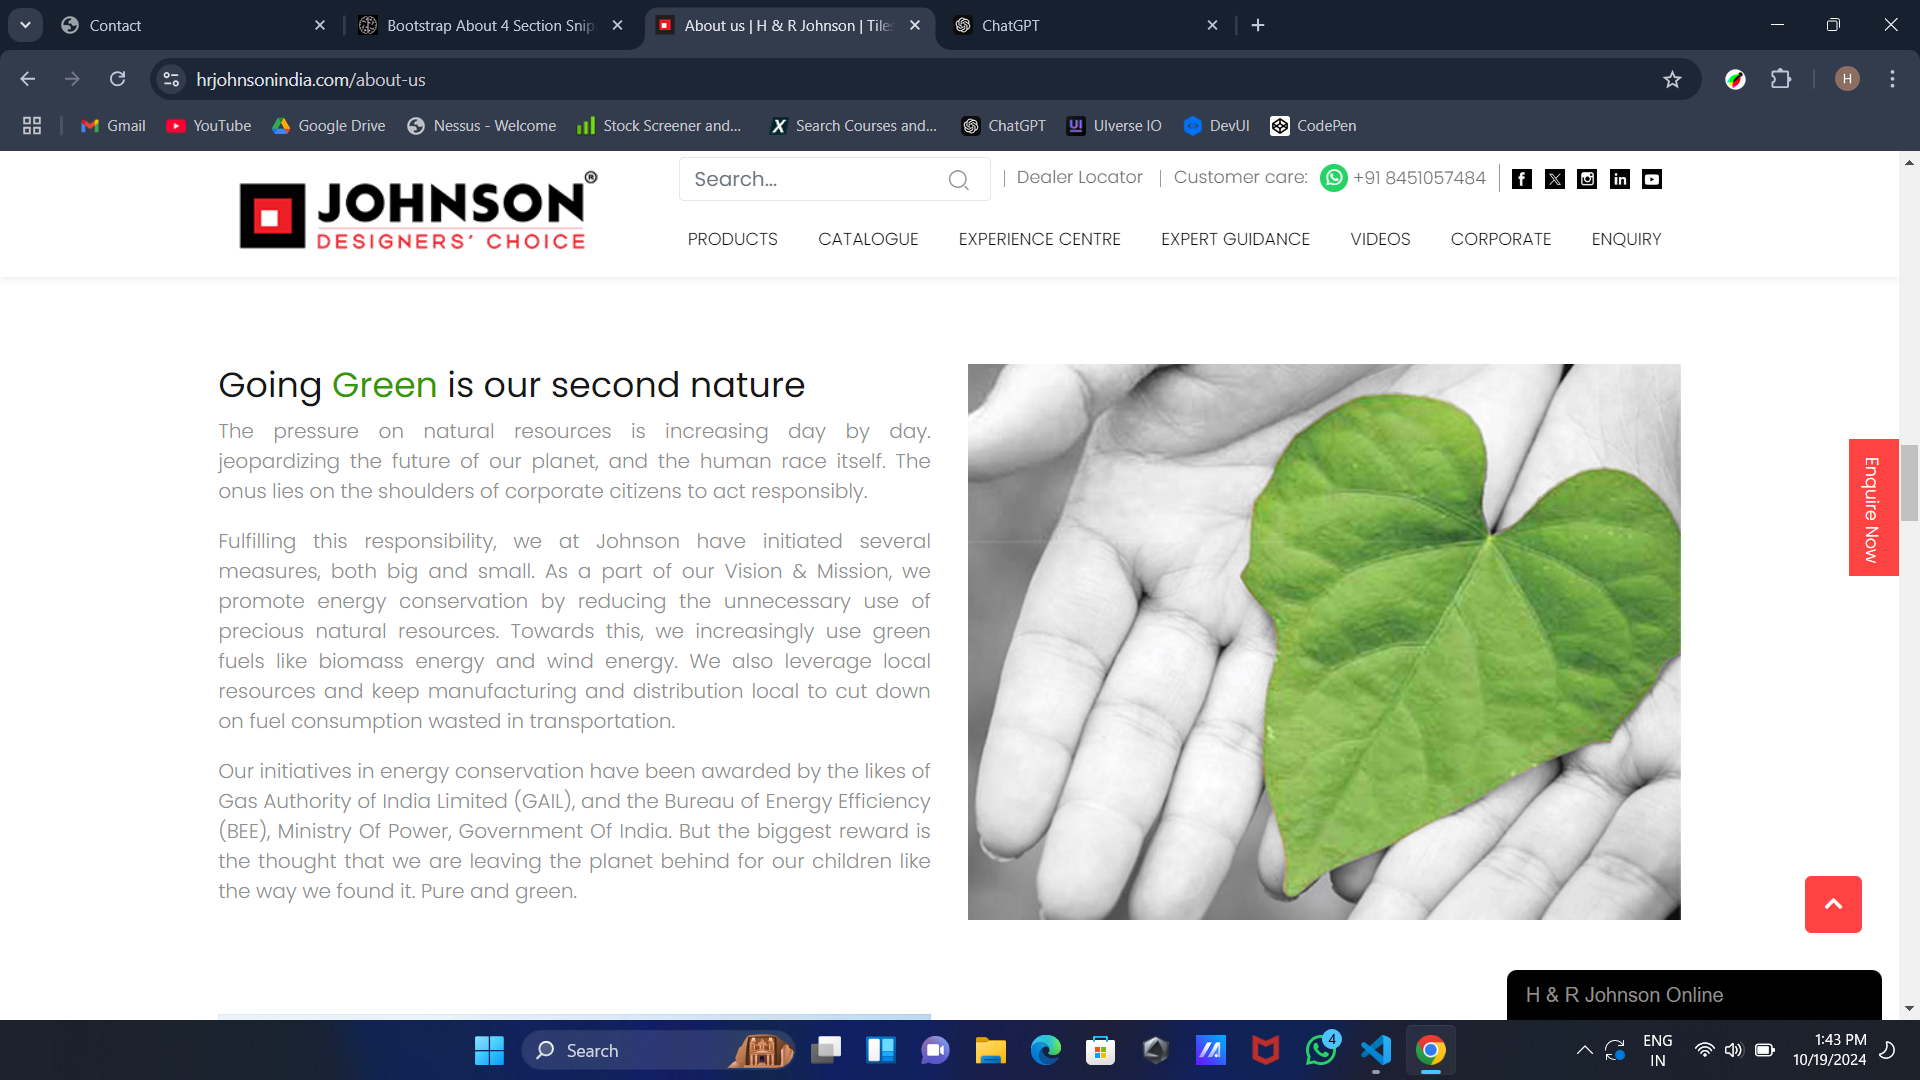 Contact
Bootstrap About 4 Section Snip
About us | H & R Johnson | Tile
ChatGPT
hrjohnsonindia.com/about-us
H
Gmail
YouTube
Google Drive
Nessus - Welcome
Stock Screener and...
Search Courses and...
ChatGPT
UIverse IO
DevUI
CodePen
JOHNSON®
DESIGNERS' CHOICE
Search...
Dealer Locator
Customer care:
+91 8451057484
PRODUCTS
CATALOGUE
EXPERIENCE CENTRE
EXPERT GUIDANCE
VIDEOS
CORPORATE
ENQUIRY
Going Green is our second nature
The pressure on natural resources is increasing day by day.
jeopardizing the future of our planet, and the human race itself. The
onus lies on the shoulders of corporate citizens to act responsibly.
Fulfilling this responsibility, we at Johnson have initiated several
measures, both big and small. As a part of our Vision & Mission, we
promote energy conservation by reducing the unnecessary use of
precious natural resources. Towards this, we increasingly use green
fuels like biomass energy and wind energy. We also leverage local
resources and keep manufacturing and distribution local to cut down
on fuel consumption wasted in transportation.
Our initiatives in energy conservation have been awarded by the likes of
Gas Authority of India Limited (GAIL), and the Bureau of Energy Efficiency
(BEE), Ministry Of Power, Government Of India. But the biggest reward is
the thought that we are leaving the planet behind for our children like
the way we found it. Pure and green.
Enquire Now
H & R Johnson Online
Search
4
ENG
IN
1:43 PM
10/19/2024